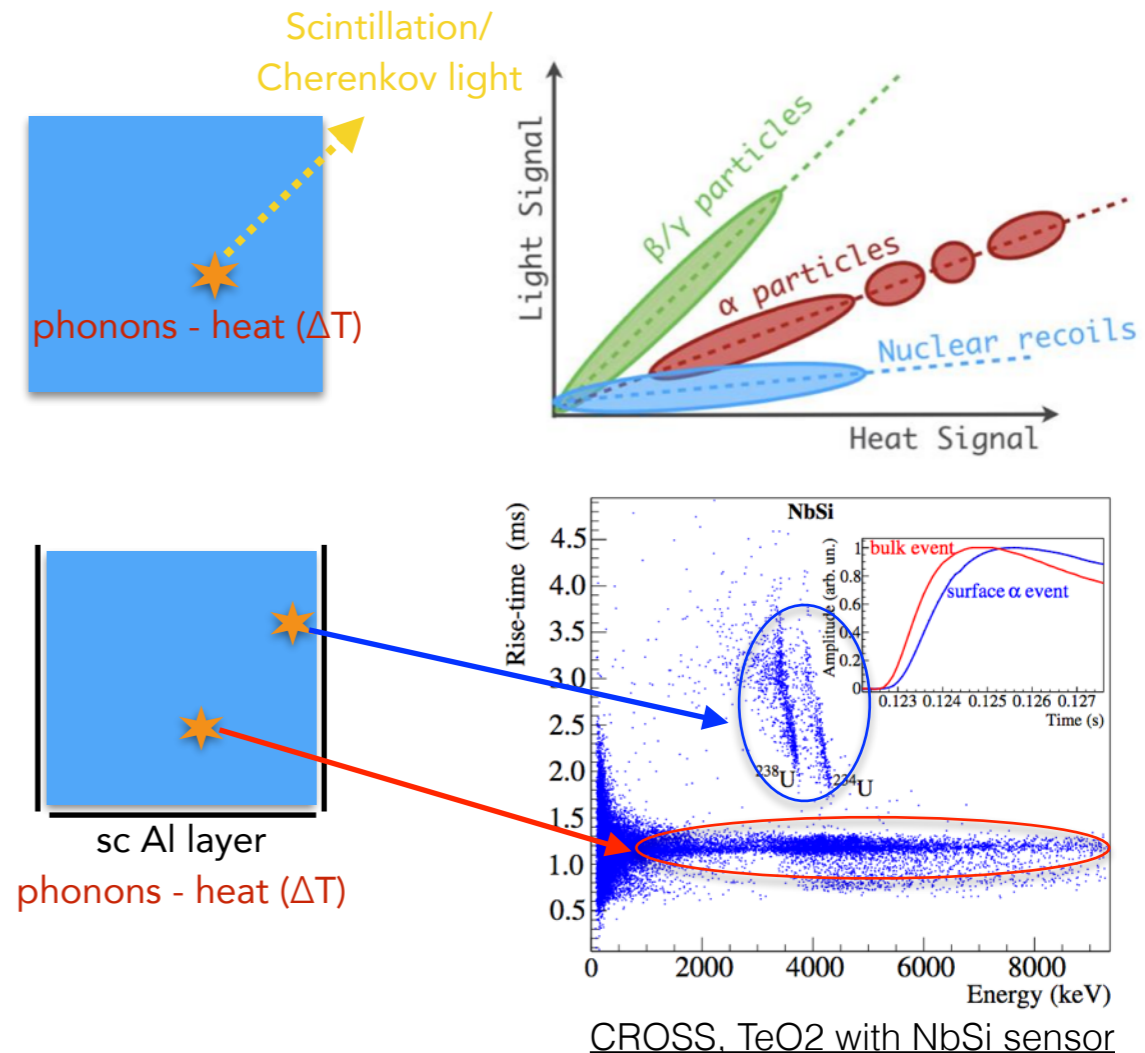 Scintillation/
Cherenkov light
phonons - heat (ΔT)
Light Signal
β/γ particles
α particles
Nuclear recoils
Heat Signal
sc Al layer
phonons - heat (ΔT)
NbSi
Rise-time (ms)
4.5
4.0
3.5
3.0
2.5
2.0
1.5
1.0
0.5
Amplitude (arb. un.)
1
0.8
0.6
0.4
0.2
0
bulk event
surface α event
0.123 0.124 0.125 0.126 0.127
Time (s)
²³⁸U
²³⁴U
0 2000 4000 6000 8000
Energy (keV)
CROSS, TeO2 with NbSi sensor